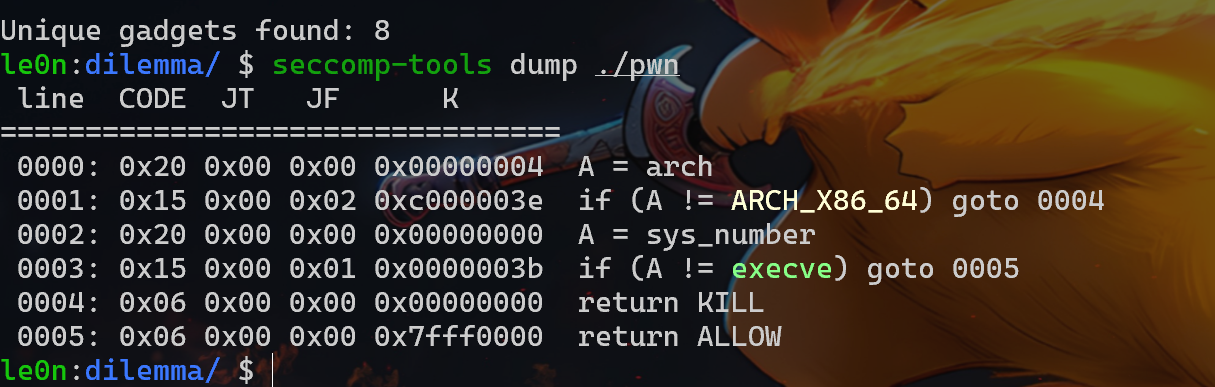 Unique gadgets found: 8
le0n:dilemma/ $ seccomp-tools dump ./pwn
 line  CODE  JT   JF      K
=================================
 0000: 0x20 0x00 0x00 0x00000004  A = arch
 0001: 0x15 0x00 0x02 0xc000003e  if (A != ARCH_X86_64) goto 0004
 0002: 0x20 0x00 0x00 0x00000000  A = sys_number
 0003: 0x15 0x00 0x01 0x0000003b  if (A != execve) goto 0005
 0004: 0x06 0x00 0x00 0x00000000  return KILL
 0005: 0x06 0x00 0x00 0x7fff0000  return ALLOW
le0n:dilemma/ $